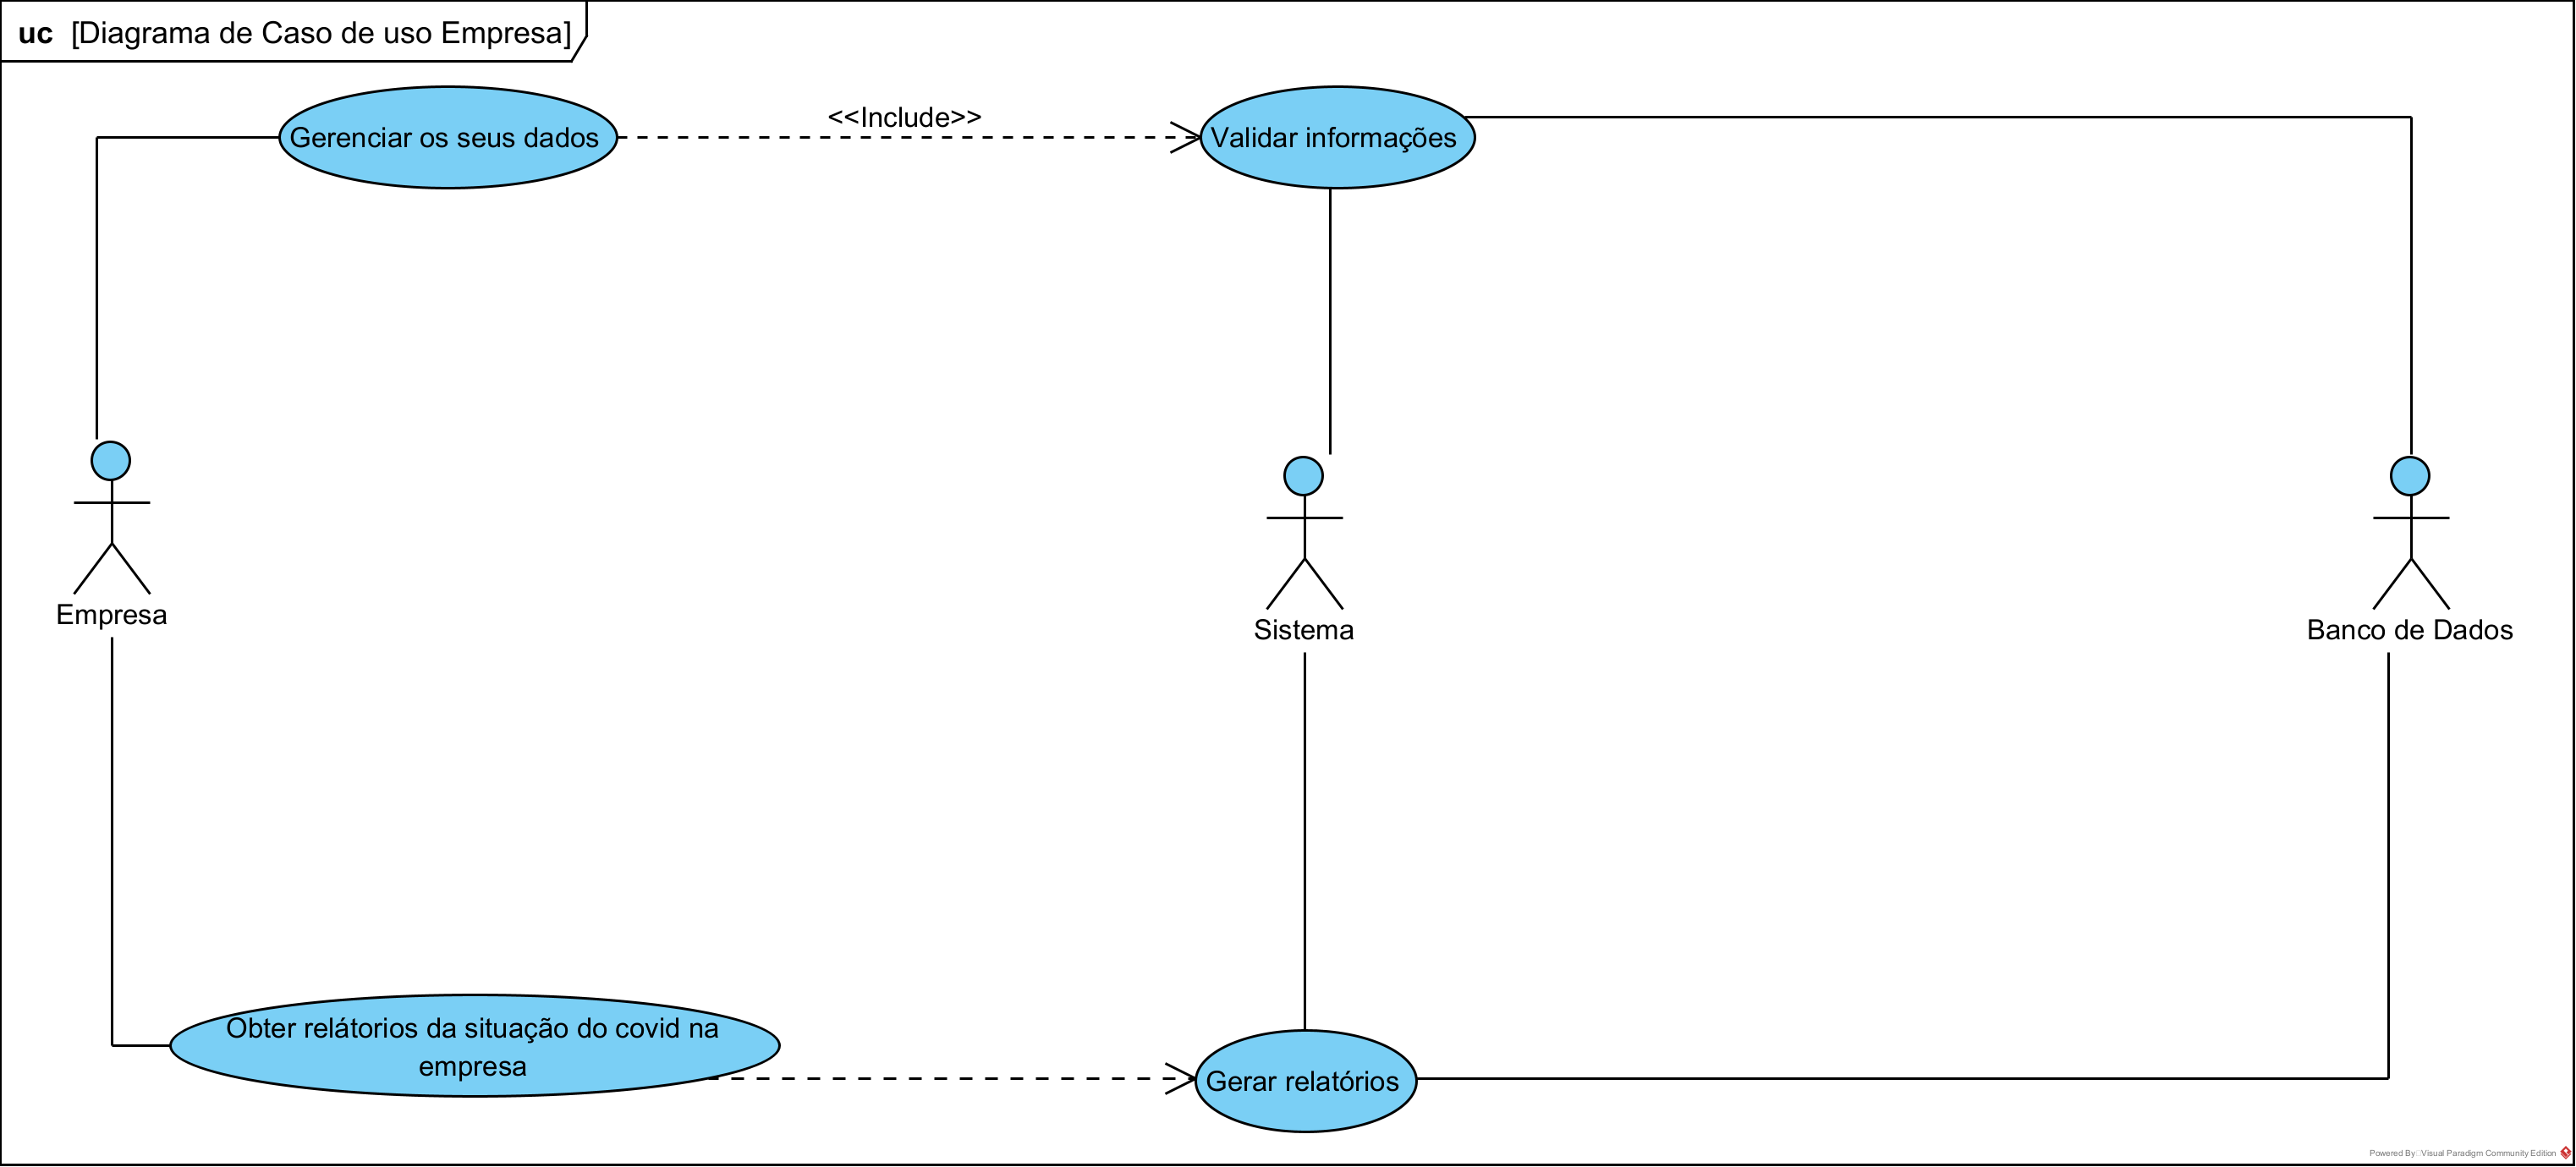 uc [Diagrama de Caso de uso Empresa]
<<Include>>
Gerenciar os seus dados
Validar informações
Empresa
Sistema
Banco de Dados
Obter relátorios da situação do covid na
empresa
Gerar relatórios
Powered By Visual Paradigm Community Edition